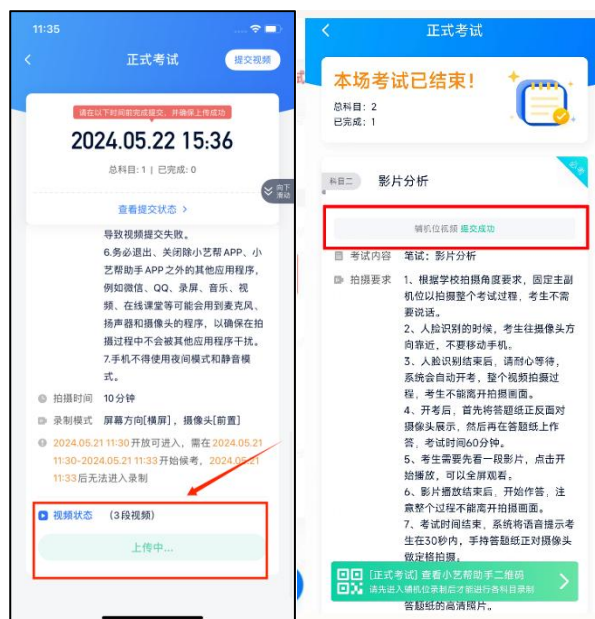 11:35
正式考试
提交视频
请在以下时间前完成提交，并确保上传成功
2024.05.22 15:36
总科目: 1 | 已完成: 0
向下
滑动
查看提交状态 >
导致视频提交失败。
6.务必退出、关闭除小艺帮APP、小
艺帮助手APP之外的其他应用程序，
例如微信、QQ、录屏、音乐、视
频、在线课堂等可能会用到麦克风、
扬声器和摄像头的程序，以确保在拍
摄过程中不会被其他应用程序干扰。
7.手机不得使用夜间模式和静音模
式。
拍摄时间 10分钟
录制模式 屏幕方向[横屏]，摄像头[前置]
2024.05.21 11:30开放可进入，需在2024.05.21
11:30-2024.05.21 11:33开始候考，2024.05.21
11:33后无法进入录制
视频状态 （3段视频）
上传中...
正式考试
本场考试已结束!
总科目: 2
已完成: 1
必考
科目二 影片分析
辅机位视频 提交成功
考试内容 笔试：影片分析
拍摄要求 1、根据学校拍摄角度要求，固定主副
机位以拍摄整个考试过程，考生不需
要说话。
2、人脸识别的时候，考生往摄像头方
向靠近，不要移动手机。
3、人脸识别结束后，请耐心等待，
系统会自动开考，整个视频拍摄过
程，考生不能离开拍摄画面。
4、开考后，首先将答题纸正反面对
摄像头展示，然后再在答题纸上作
答，考试时间60分钟。
5、考生需要先看一段影片，点击开
始播放，可以全屏观看。
6、影片播放结束后，开始作答，注
意整个过程不能离开拍摄画面。
7、考试时间结束，系统将语音提示考
生在30秒内，手持答题纸正对摄像头
做定格拍摄。
[正式考试] 查看小艺帮助手二维码
请先进入辅机位录制后才能进行各科目录制
答题纸的高清照片。